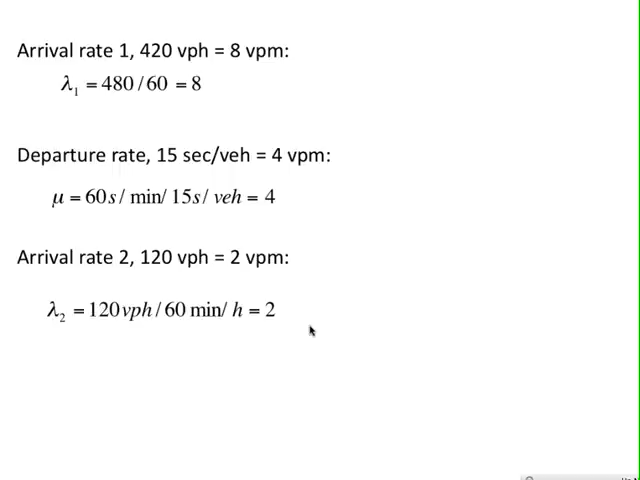 Arrival rate 1, 420 vph = 8 vpm:
λ₁ = 480 / 60 = 8
Departure rate, 15 sec/veh = 4 vpm:
μ = 60s / min/ 15s / veh = 4
Arrival rate 2, 120 vph = 2 vpm:
λ₂ = 120vph / 60 min/ h = 2